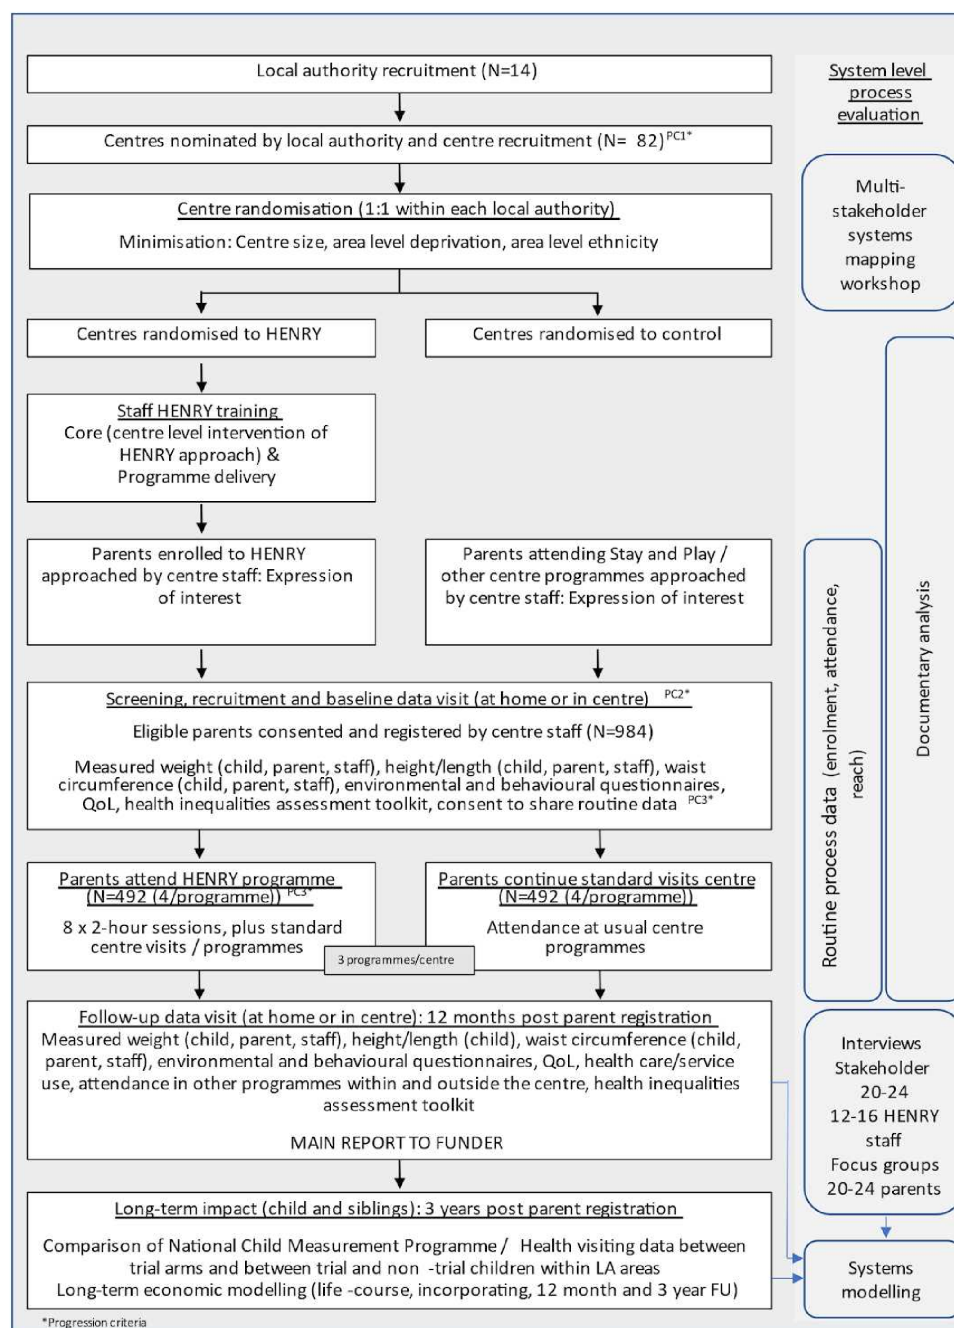 Local authority recruitment (N=14)
Centres nominated by local authority and centre recruitment (N= 82)PC1*
Centre randomisation (1:1 within each local authority)
Minimisation: Centre size, area level deprivation, area level ethnicity
Centres randomised to HENRY
Centres randomised to control
Staff HENRY training
Core (centre level intervention of
HENRY approach) &
Programme delivery
Parents enrolled to HENRY
approached by centre staff: Expression
of interest
Parents attending Stay and Play /
other centre programmes approached
by centre staff: Expression of interest
Screening, recruitment and baseline data visit (at home or in centre) PC2*
Eligible parents consented and registered by centre staff (N=984)
Measured weight (child, parent, staff), height/length (child, parent, staff), waist
circumference (child, parent, staff), environmental and behavioural questionnaires,
QoL, health inequalities assessment toolkit, consent to share routine data PC3*
Parents attend HENRY programme
(N=492 (4/programme)) PC3*
8 x 2-hour sessions, plus standard
centre visits / programmes
Parents continue standard visits centre
(N=492 (4/programme))
Attendance at usual centre
programmes
3 programmes/centre
Follow-up data visit (at home or in centre): 12 months post parent registration
Measured weight (child, parent, staff), height/length (child), waist circumference (child,
parent, staff), environmental and behavioural questionnaires, QoL, health care/service
use, attendance in other programmes within and outside the centre, health inequalities
assessment toolkit
MAIN REPORT TO FUNDER
Long-term impact (child and siblings): 3 years post parent registration
Comparison of National Child Measurement Programme / Health visiting data between
trial arms and between trial and non -trial children within LA areas
Long-term economic modelling (life -course, incorporating, 12 month and 3 year FU)
*Progression criteria
System level
process
evaluation
Multi-
stakeholder
systems
mapping
workshop
Routine process data (enrolment, attendance,
reach)
Documentary analysis
Interviews
Stakeholder
20-24
12-16 HENRY
staff
Focus groups
20-24 parents
Systems
modelling